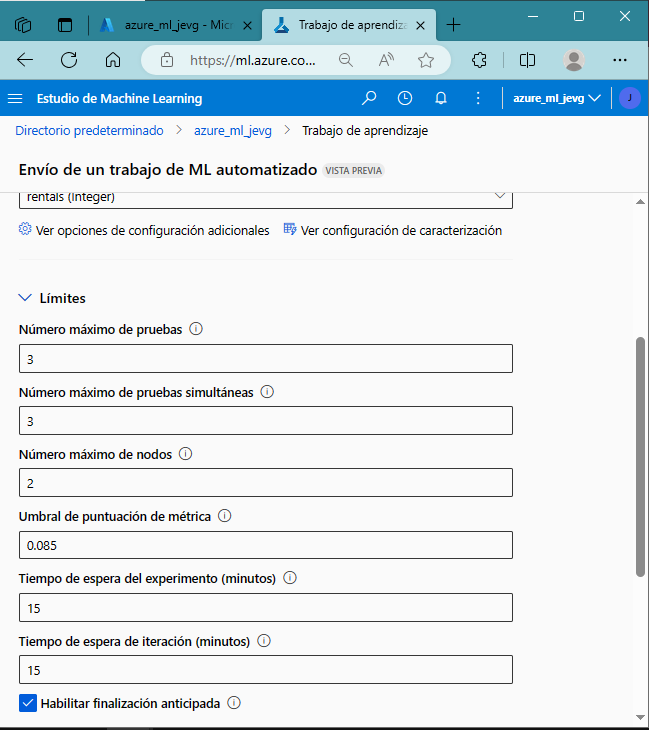 azure_ml_jevg - Mic
Trabajo de aprendiza
https://ml.azure.co...
Estudio de Machine Learning
azure_ml_jevg
J
Directorio predeterminado > azure_ml_jevg > Trabajo de aprendizaje
Envío de un trabajo de ML automatizado VISTA PREVIA
rentals (Integer)
Ver opciones de configuración adicionales Ver configuración de caracterización
Límites
Número máximo de pruebas
3
Número máximo de pruebas simultáneas
3
Número máximo de nodos
2
Umbral de puntuación de métrica
0.085
Tiempo de espera del experimento (minutos)
15
Tiempo de espera de iteración (minutos)
15
Habilitar finalización anticipada